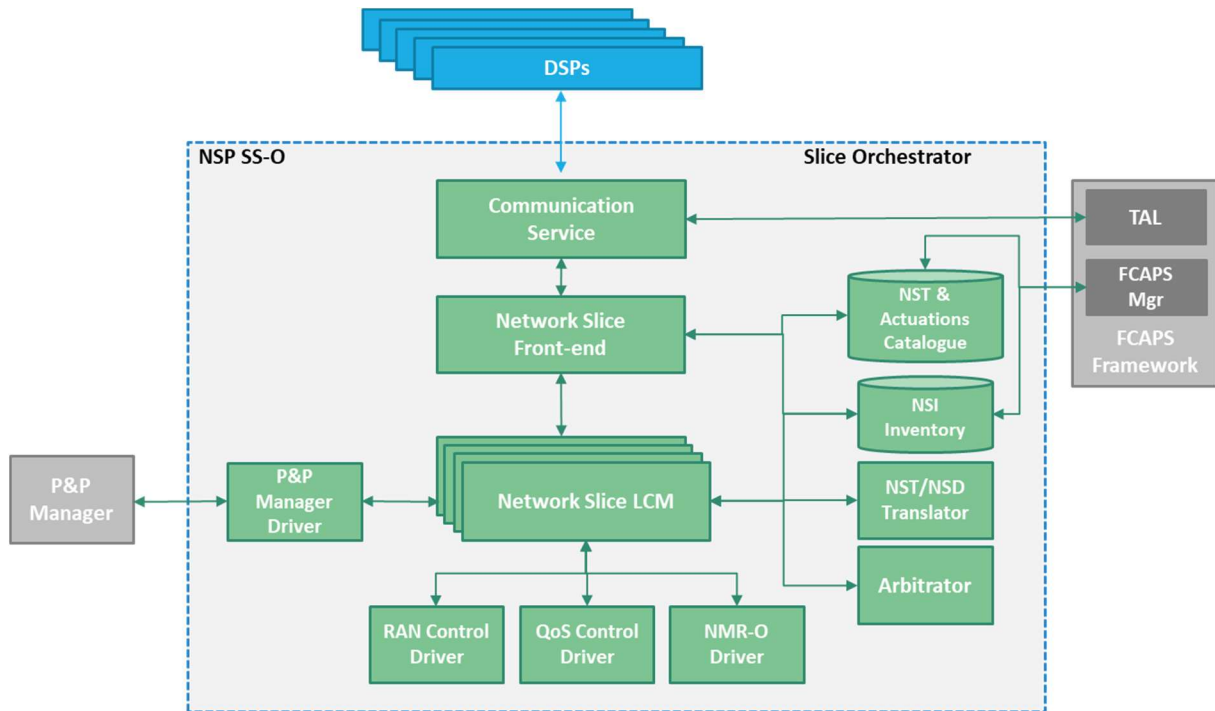 DSPs
NSP SS-O
Slice Orchestrator
Communication
Service
TAL
FCAPS
Mgr
FCAPS
Framework
NST &
Actuations
Catalogue
Network Slice
Front-end
NSI
Inventory
P&P
Manager
P&P
Manager
Driver
Network Slice LCM
NST/NSD
Translator
Arbitrator
RAN Control
Driver
QoS Control
Driver
NMR-O
Driver